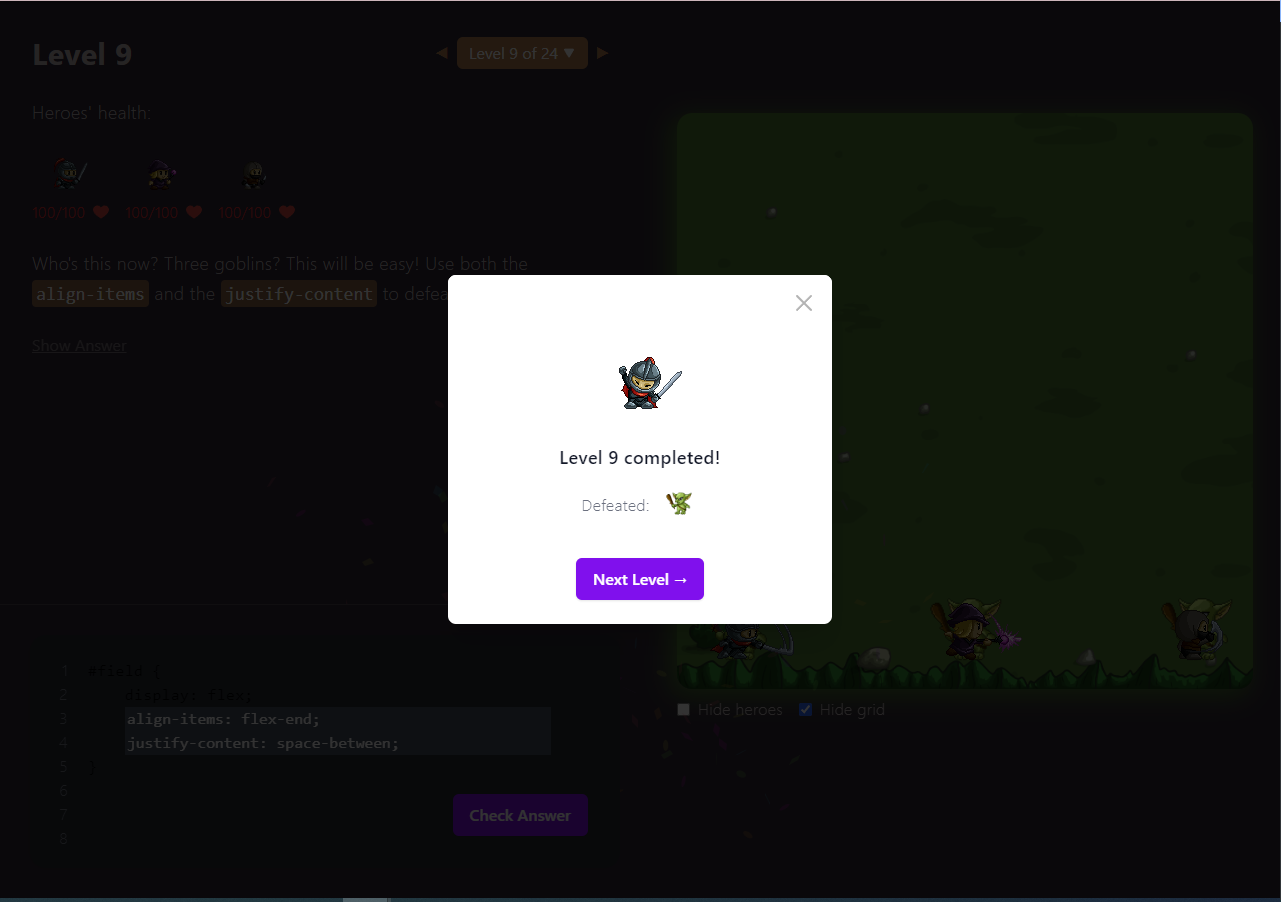 Level 9
Level 9 of 24 ▼
Heroes' health:
100/100
100/100
100/100
Who's this now? Three goblins? This will be easy! Use both the
align-items and the justify-content to defea
Show Answer
Level 9 completed!
Defeated:
Next Level →
1 #field {
2 display: flex;
3 align-items: flex-end;
4 justify-content: space-between;
5 }
6
7
8
Check Answer
Hide heroes
Hide grid